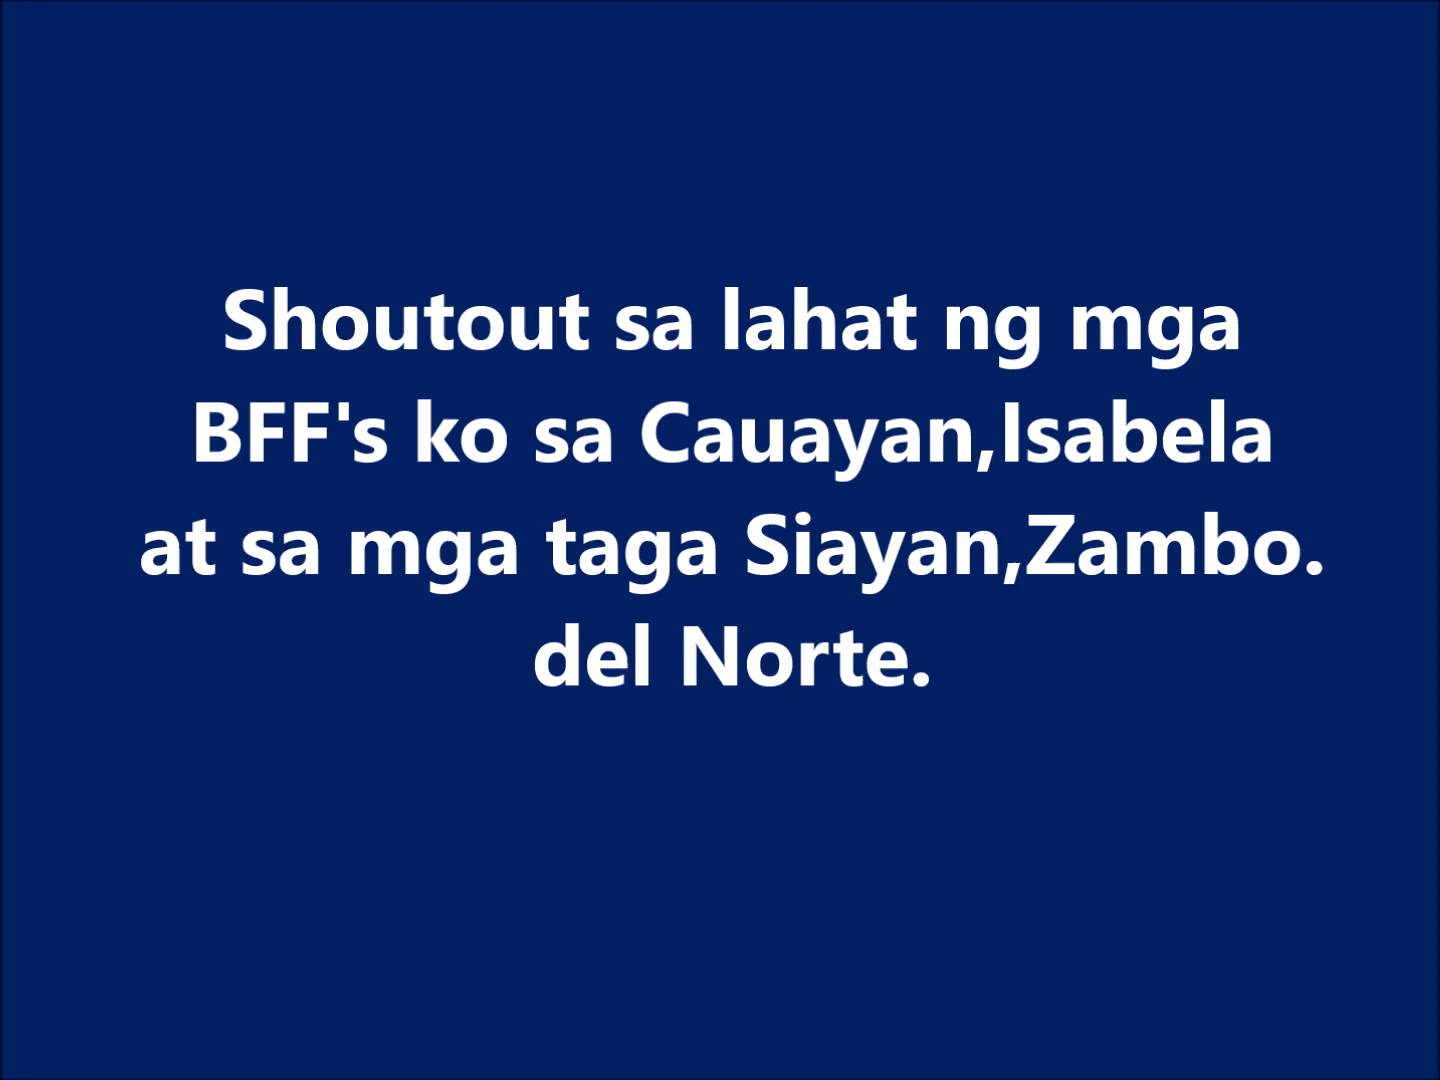 Shoutout sa lahat ng mga
BFF's ko sa Cauayan,Isabela
at sa mga taga Siayan,Zambo.
del Norte.